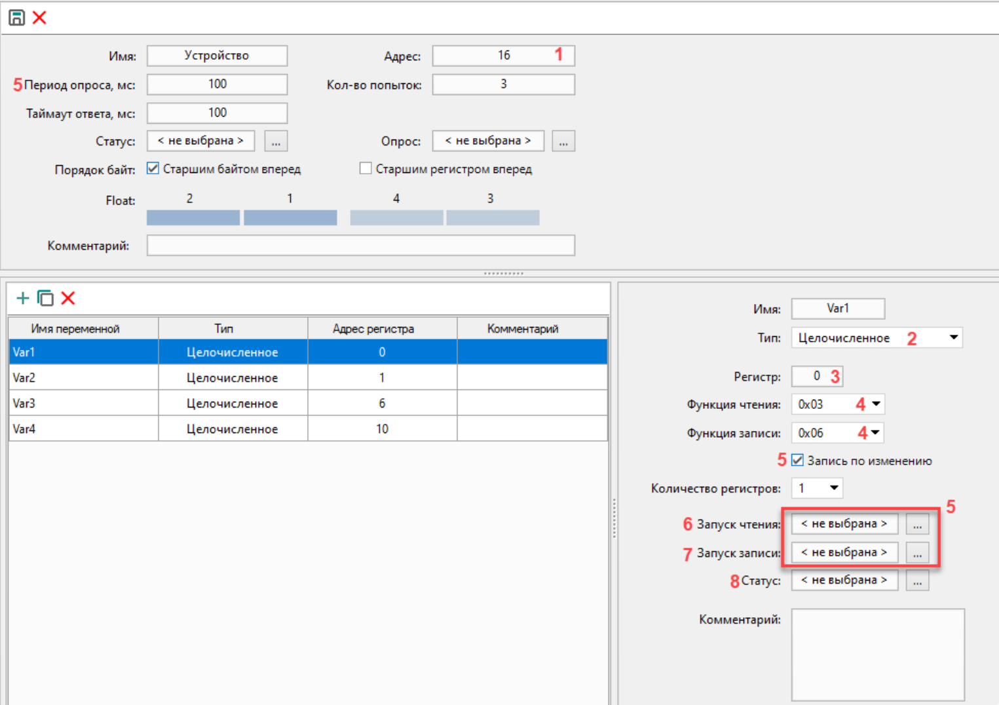 Имя: Устройство Адрес: 16 1
5 Период опроса, мс: 100 Кол-во попыток: 3
Таймаут ответа, мс: 100
Статус: < не выбрана > ... Опрос: < не выбрана > ...
Порядок байт: Старшим байтом вперед Старшим регистром вперед
Float: 2 1 4 3
Комментарий:
Имя переменной Тип Адрес регистра Комментарий
Var1 Целочисленное 0
Var2 Целочисленное 1
Var3 Целочисленное 6
Var4 Целочисленное 10
Имя: Var1
Тип: Целочисленное 2
Регистр: 0 3
Функция чтения: 0x03 4
Функция записи: 0x06 4
5 Запись по изменению
Количество регистров: 1
5
6 Запуск чтения: < не выбрана > ...
7 Запуск записи: < не выбрана > ...
8 Статус: < не выбрана > ...
Комментарий: